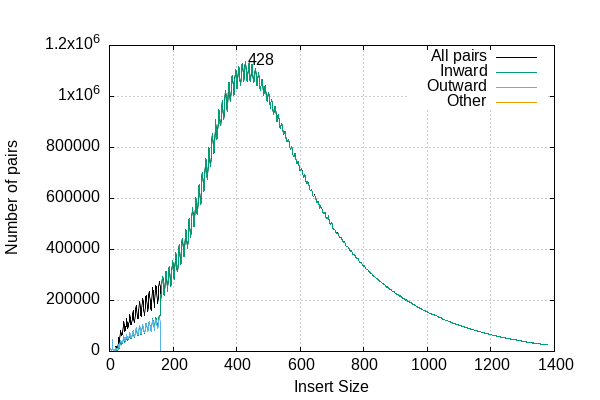 1.2x10^6
1x10^6
800000
600000
400000
200000
0
428
All pairs
Inward
Outward
Other
Number of pairs
0 200 400 600 800 1000 1200 1400
Insert Size